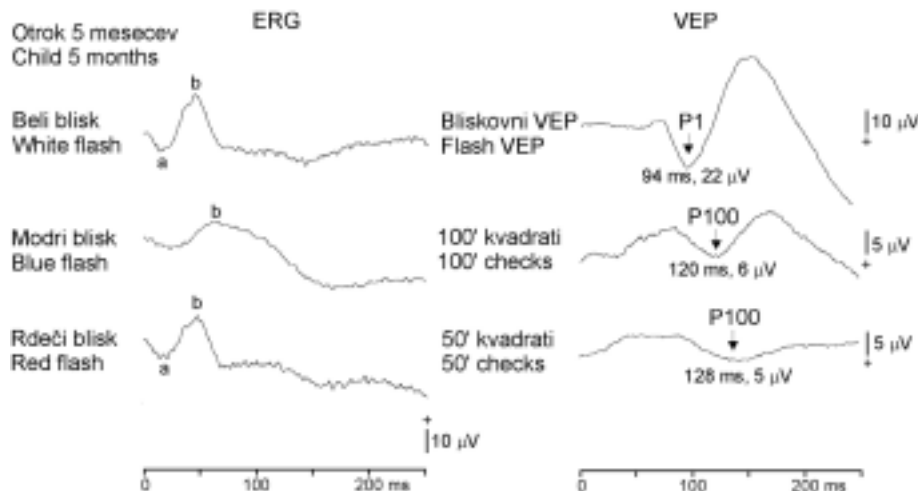 Otrok 5 mesecev
Child 5 months
ERG
VEP
b
a
Beli blisk
White flash
Bliskovni VEP
Flash VEP
P1
94 ms, 22 µV
10 µV
+
b
Modri blisk
Blue flash
100' kvadrati
100' checks
P100
120 ms, 6 µV
5 µV
+
b
a
Rdeči blisk
Red flash
50' kvadrati
50' checks
P100
128 ms, 5 µV
5 µV
+
+
10 µV
0 100 200 ms
0 100 200 ms